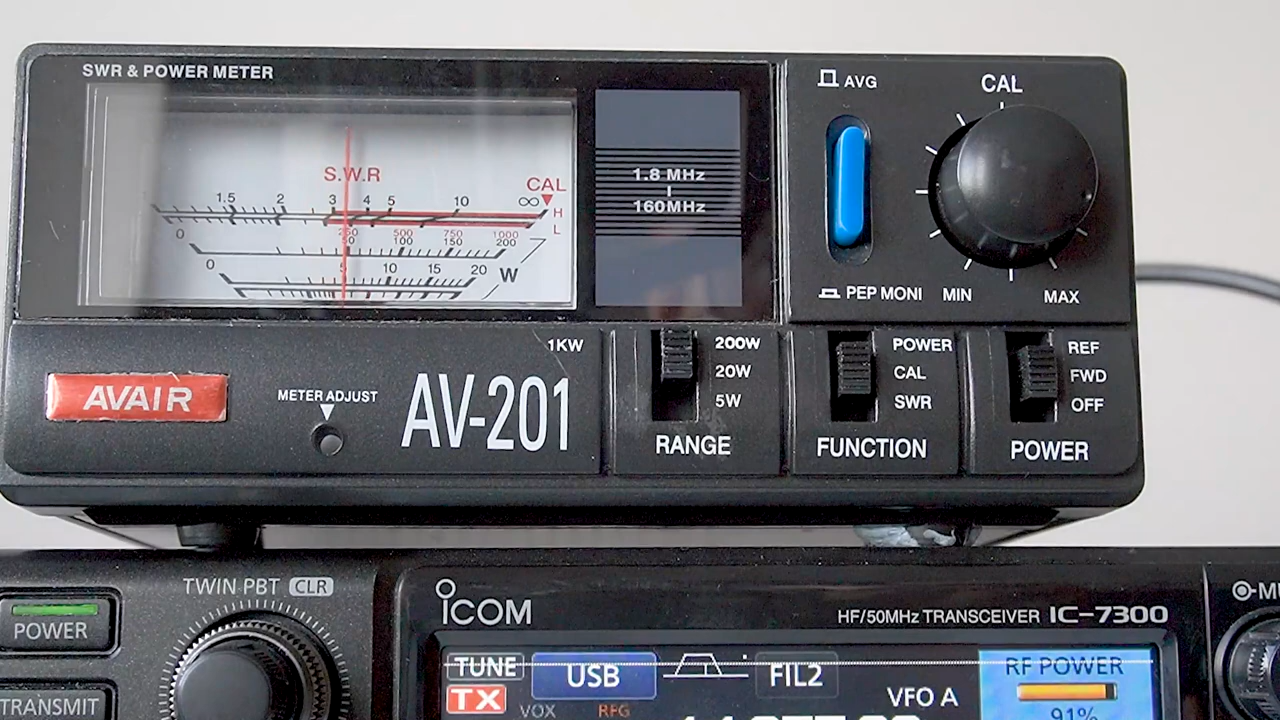 SWR & POWER METER
S.W.R
CAL
1.5 2 3 4 5 10 ∞
H
L
0 250 500 750 1000
50 100 150 200
0 5 10 15 20
W
1.8 MHz
160MHz
AVG
PEP MONI
CAL
MIN
MAX
AVAIR
METER ADJUST
1KW
AV-201
200W
20W
5W
RANGE
POWER
CAL
SWR
FUNCTION
REF
FWD
OFF
POWER
POWER
TRANSMIT
TWIN PBT CLR
ICOM
HF/50MHz TRANSCEIVER IC-7300
TUNE USB FIL2
TX VOX RFG
VFO A
RF POWER
91%